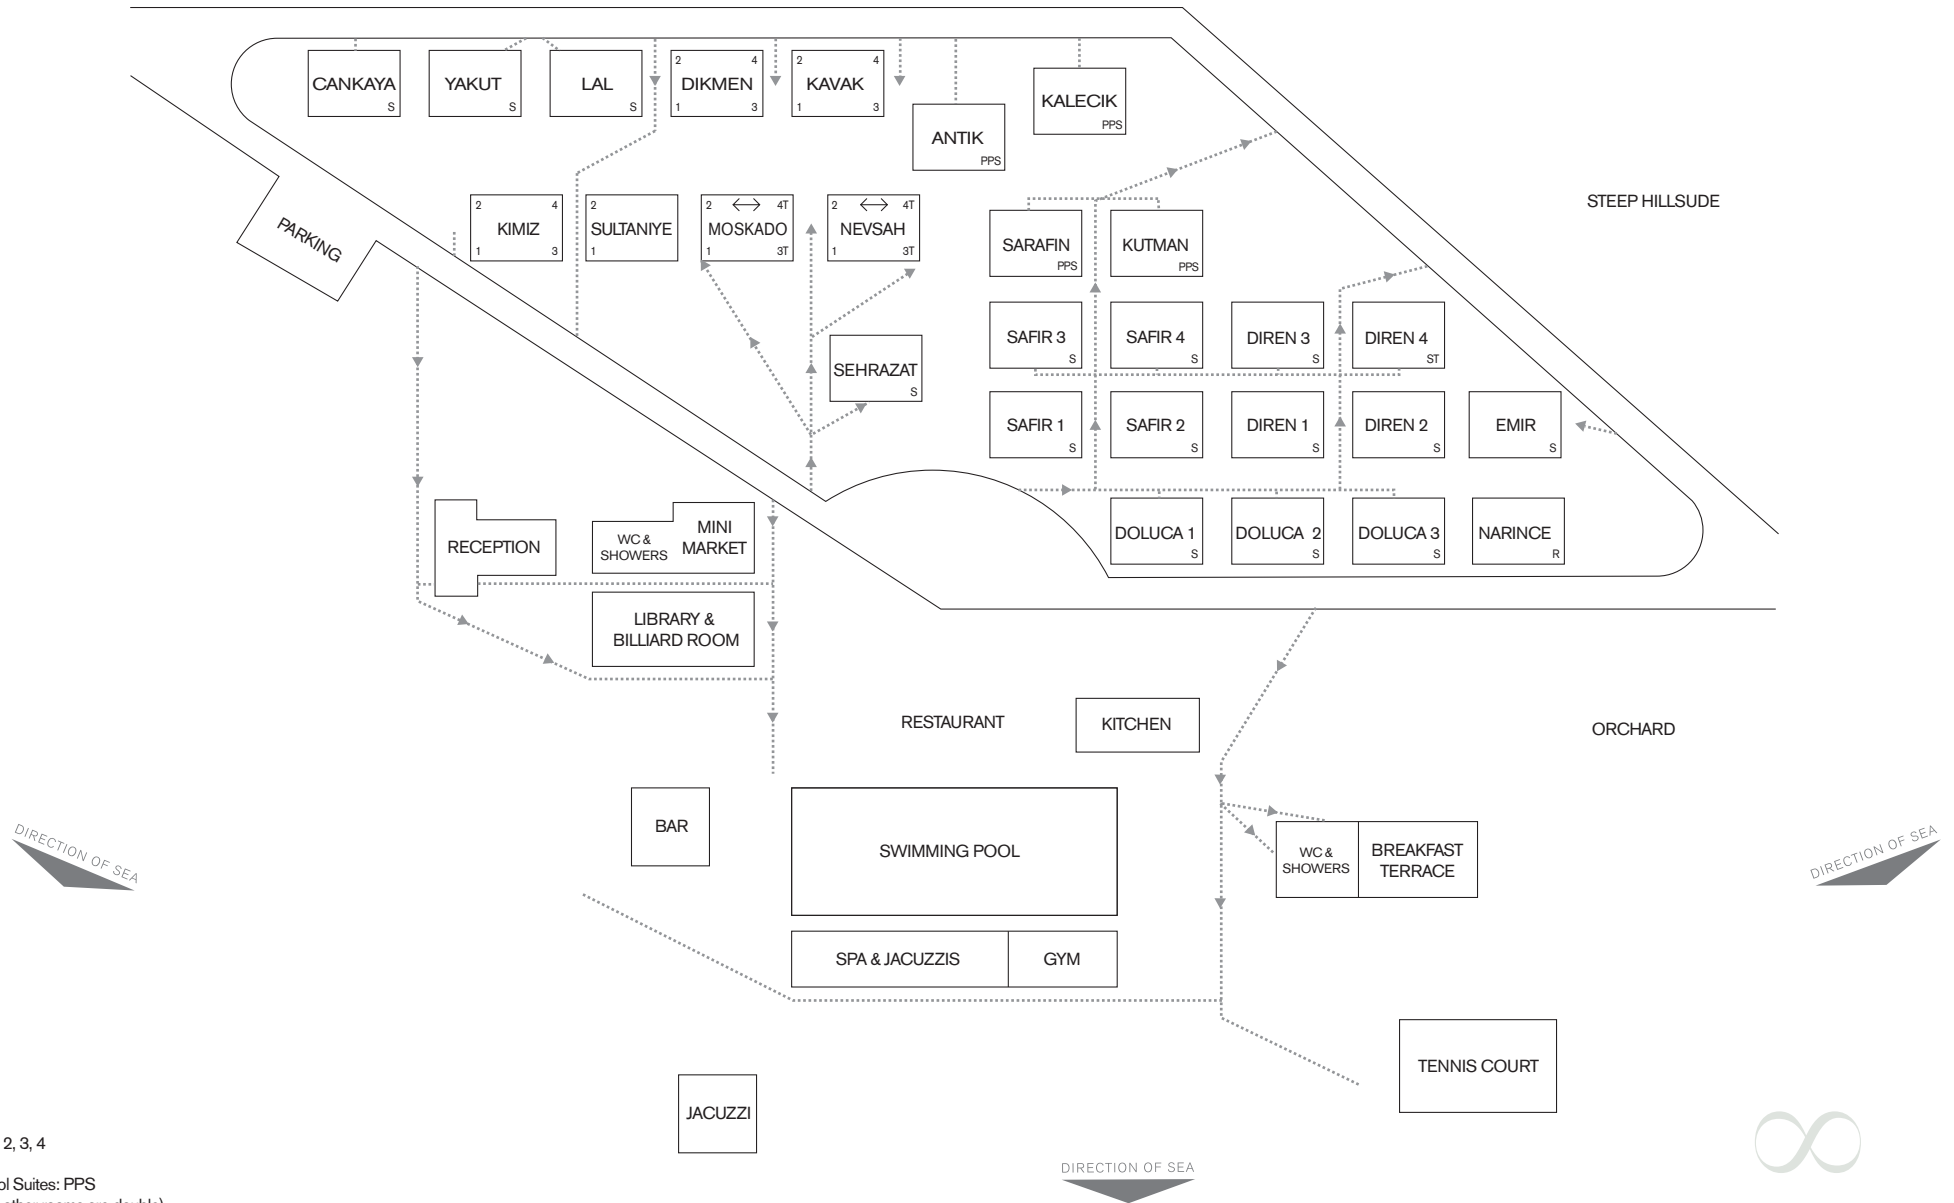 CANKAYA
S
YAKUT
S
LAL
S
2 4
DIKMEN
1 3
2 4
KAVAK
1 3
ANTIK
PPS
KALECIK
PPS
STEEP HILLSUDE
PARKING
2 4
KIMIZ
1 3
2
SULTANIYE
1
2 4T
MOSKADO
1 3T
2 4T
NEVSAH
1 3T
SARAFIN
PPS
KUTMAN
PPS
SEHRAZAT
S
SAFIR 3
S
SAFIR 4
S
DIREN 3
S
DIREN 4
ST
SAFIR 1
S
SAFIR 2
S
DIREN 1
S
DIREN 2
S
EMIR
S
DOLUCA 1
S
DOLUCA 2
S
DOLUCA 3
S
NARINCE
R
RECEPTION
WC &
SHOWERS
MINI
MARKET
LIBRARY &
BILLIARD ROOM
RESTAURANT
KITCHEN
ORCHARD
BAR
SWIMMING POOL
WC &
SHOWERS
BREAKFAST
TERRACE
DIRECTION OF SEA
DIRECTION OF SEA
SPA & JACUZZIS
GYM
TENNIS COURT
JACUZZI
DIRECTION OF SEA
2, 3, 4
ol Suites: PPS